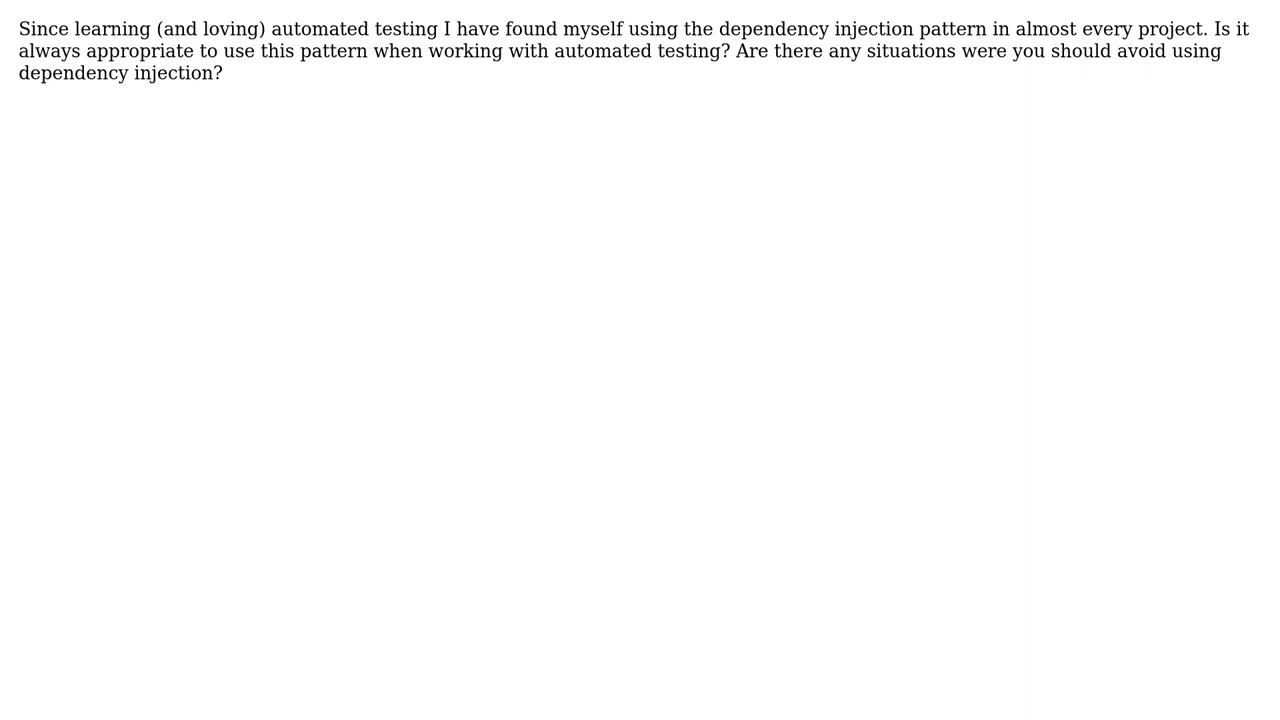 Since learning (and loving) automated testing I have found myself using the dependency injection pattern in almost every project. Is it
always appropriate to use this pattern when working with automated testing? Are there any situations were you should avoid using
dependency injection?